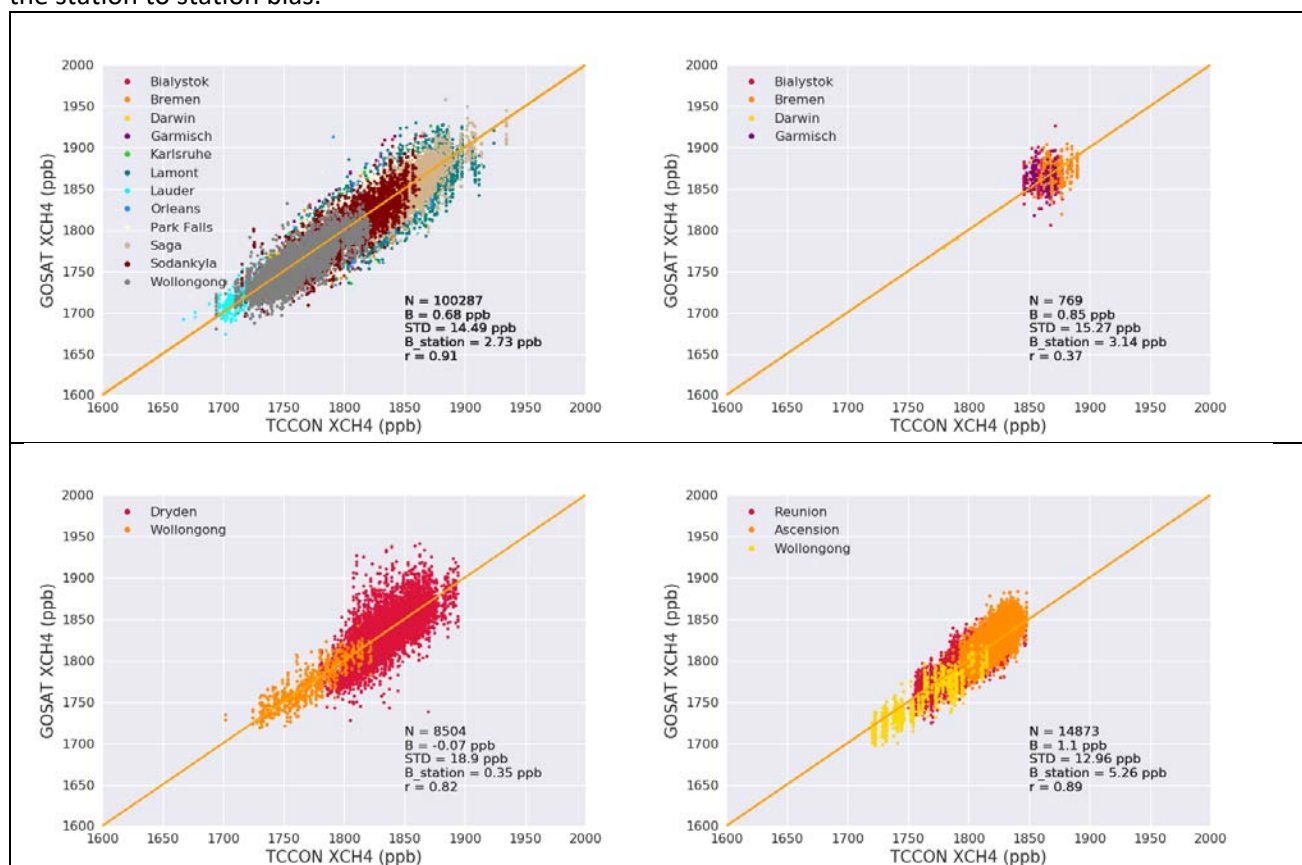 the station to station bias.
2000
1950
1900
1850
1800
1750
1700
1650
1600
GOSAT XCH4 (ppb)
Bialystok
Bremen
Darwin
Garmisch
Karlsruhe
Lamont
Lauder
Orleans
Park Falls
Saga
Sodankyla
Wollongong
N = 100287
B = 0.68 ppb
STD = 14.49 ppb
B_station = 2.73 ppb
r = 0.91
1600 1650 1700 1750 1800 1850 1900 1950 2000
TCCON XCH4 (ppb)
2000
1950
1900
1850
1800
1750
1700
1650
1600
GOSAT XCH4 (ppb)
Bialystok
Bremen
Darwin
Garmisch
N = 769
B = 0.85 ppb
STD = 15.27 ppb
B_station = 3.14 ppb
r = 0.37
1600 1650 1700 1750 1800 1850 1900 1950 2000
TCCON XCH4 (ppb)
2000
1950
1900
1850
1800
1750
1700
1650
1600
GOSAT XCH4 (ppb)
Dryden
Wollongong
N = 8504
B = -0.07 ppb
STD = 18.9 ppb
B_station = 0.35 ppb
r = 0.82
1600 1650 1700 1750 1800 1850 1900 1950 2000
TCCON XCH4 (ppb)
2000
1950
1900
1850
1800
1750
1700
1650
1600
GOSAT XCH4 (ppb)
Reunion
Ascension
Wollongong
N = 14873
B = 1.1 ppb
STD = 12.96 ppb
B_station = 5.26 ppb
r = 0.89
1600 1650 1700 1750 1800 1850 1900 1950 2000
TCCON XCH4 (ppb)